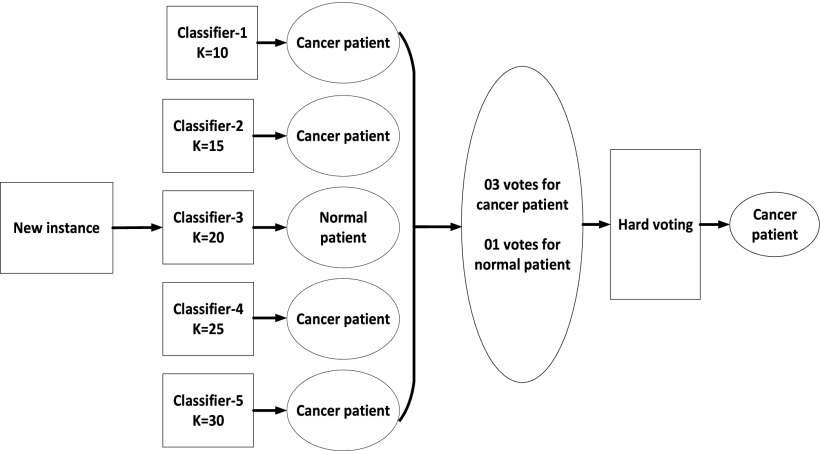 Classifier-1
K=10
Cancer patient
Classifier-2
K=15
Cancer patient
New instance
Classifier-3
K=20
Normal
patient
Classifier-4
K=25
Cancer patient
Classifier-5
K=30
Cancer patient
03 votes for
cancer patient
01 votes for
normal patient
Hard voting
Cancer
patient